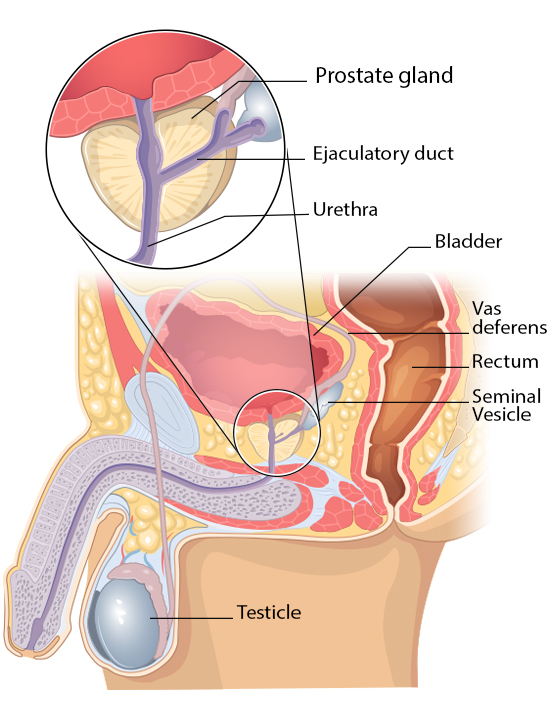 Prostate gland
Ejaculatory duct
Urethra
Bladder
Vas
deferens
Rectum
Seminal
Vesicle
Testicle